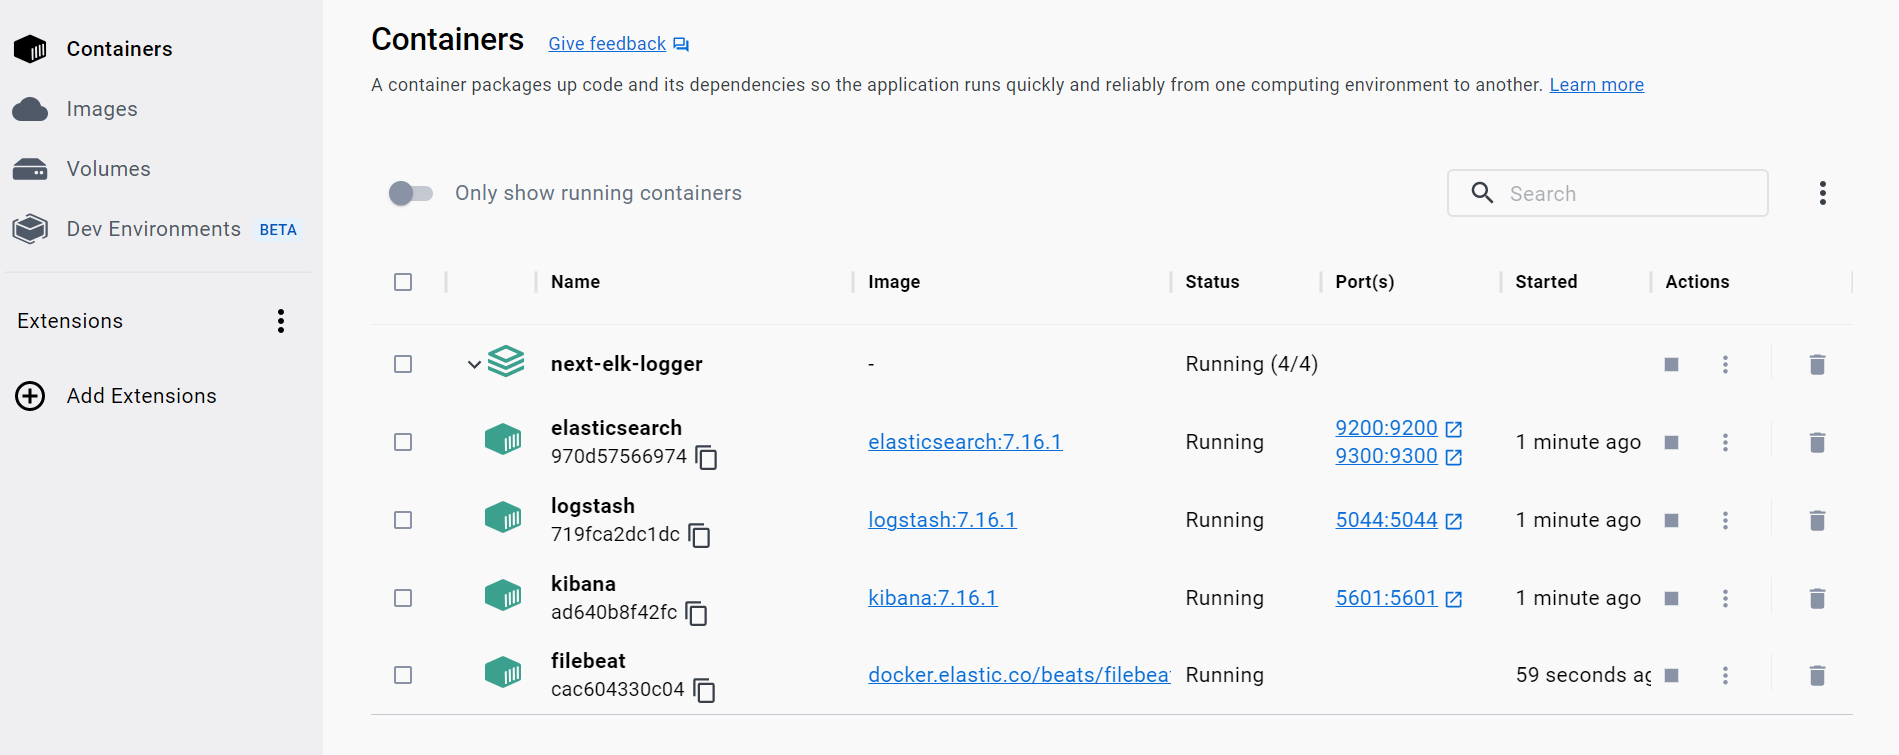 Containers
Images
Volumes
Dev Environments BETA
Extensions
Add Extensions
Containers Give feedback
A container packages up code and its dependencies so the application runs quickly and reliably from one computing environment to another. Learn more
Only show running containers Search
Name Image Status Port(s) Started Actions
next-elk-logger - Running (4/4)
elasticsearch
970d57566974 elasticsearch:7.16.1 Running 9200:9200 1 minute ago
9300:9300
logstash
719fca2dc1dc logstash:7.16.1 Running 5044:5044 1 minute ago
kibana
ad640b8f42fc kibana:7.16.1 Running 5601:5601 1 minute ago
filebeat
cac604330c04 docker.elastic.co/beats/filebea Running 59 seconds ag